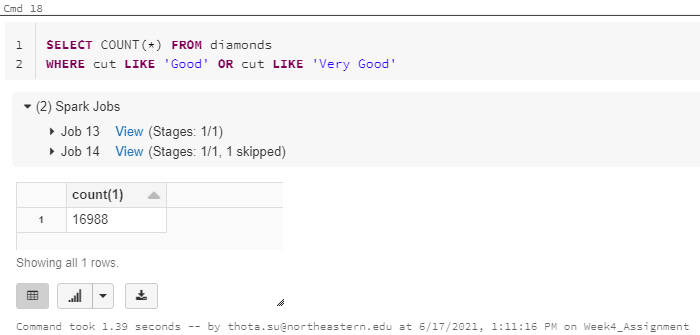 Cmd 18
1 SELECT COUNT(*) FROM diamonds
2 WHERE cut LIKE 'Good' OR cut LIKE 'Very Good'
(2) Spark Jobs
Job 13 View (Stages: 1/1)
Job 14 View (Stages: 1/1, 1 skipped)
count(1)
1 16988
Showing all 1 rows.
Command took 1.39 seconds -- by thota.su@northeastern.edu at 6/17/2021, 1:11:16 PM on Week4_Assignment